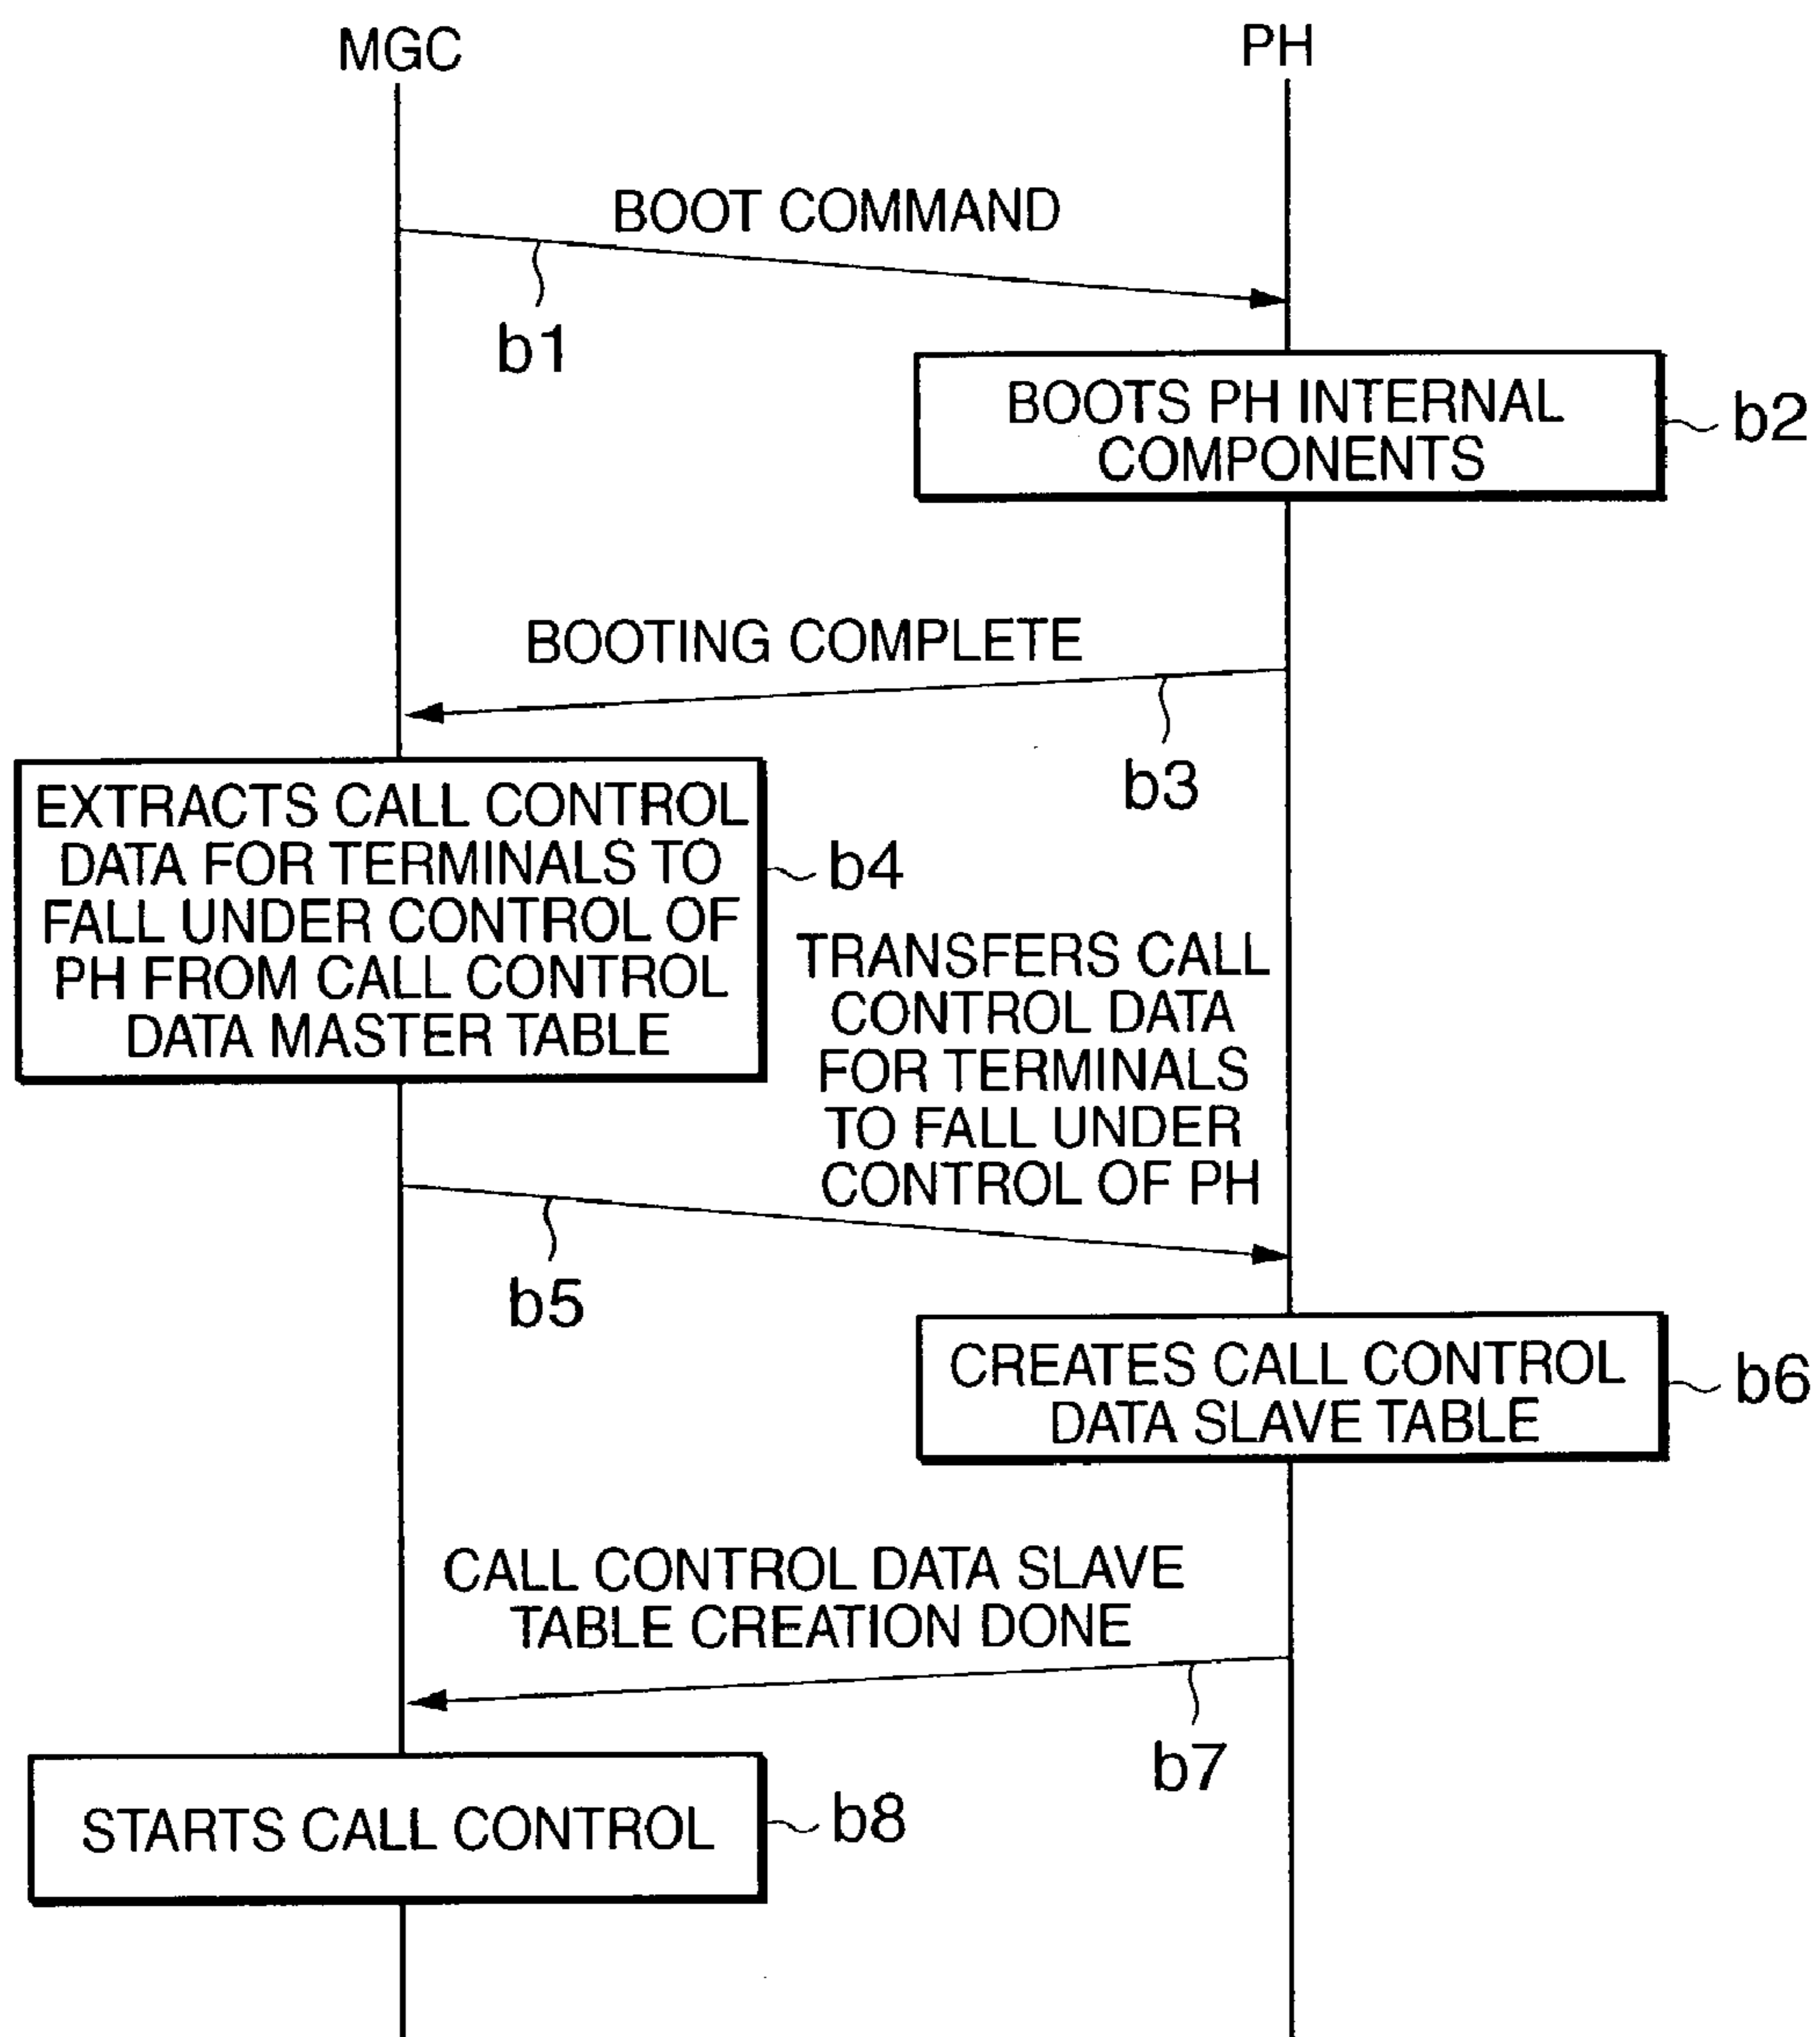 MGC
PH
BOOT COMMAND
b1
BOOTS PH INTERNAL
COMPONENTS
b2
BOOTING COMPLETE
b3
EXTRACTS CALL CONTROL
DATA FOR TERMINALS TO
FALL UNDER CONTROL OF
PH FROM CALL CONTROL
DATA MASTER TABLE
b4
TRANSFERS CALL
CONTROL DATA
FOR TERMINALS
TO FALL UNDER
CONTROL OF PH
b5
CREATES CALL CONTROL
DATA SLAVE TABLE
b6
CALL CONTROL DATA SLAVE
TABLE CREATION DONE
b7
STARTS CALL CONTROL
b8